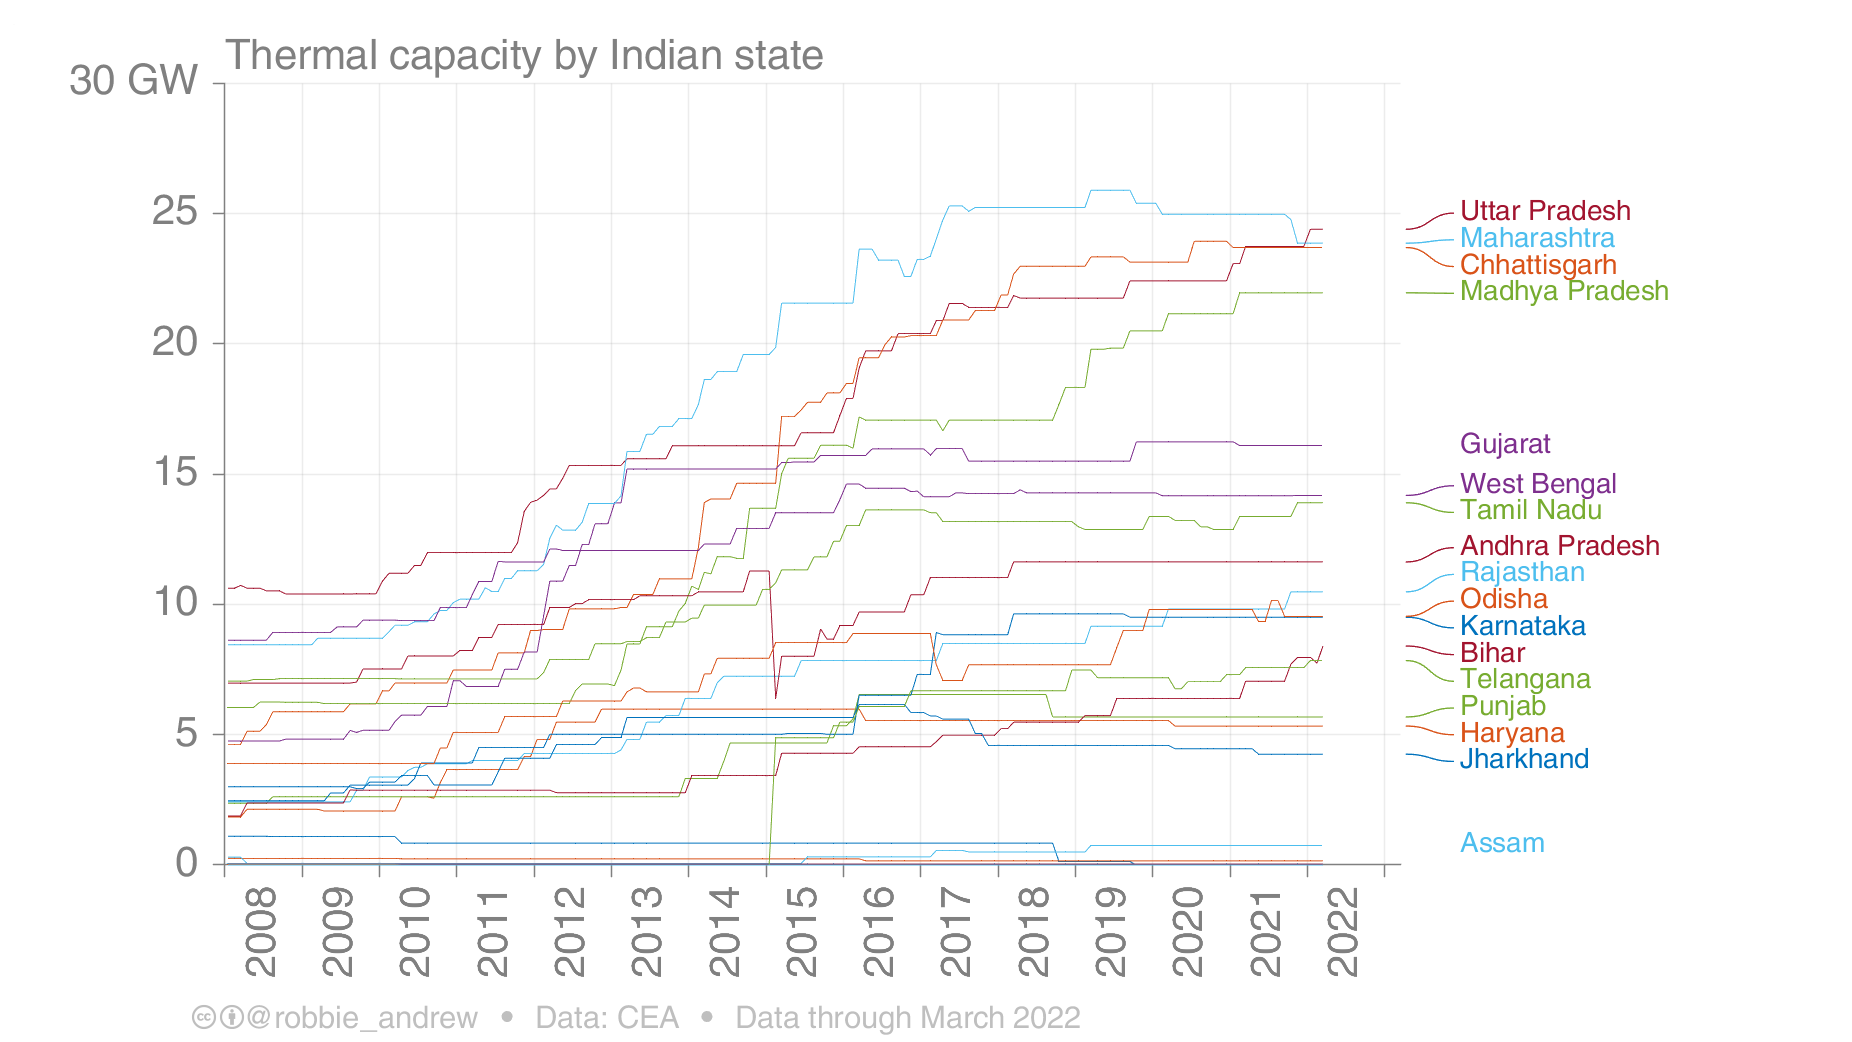 Thermal capacity by Indian state
30 GW
25
20
15
10
5
0
2008
2009
2010
2011
2012
2013
2014
2015
2016
2017
2018
2019
2020
2021
2022
Uttar Pradesh
Maharashtra
Chhattisgarh
Madhya Pradesh
Gujarat
West Bengal
Tamil Nadu
Andhra Pradesh
Rajasthan
Odisha
Karnataka
Bihar
Telangana
Punjab
Haryana
Jharkhand
Assam
cc @robbie_andrew • Data: CEA • Data through March 2022